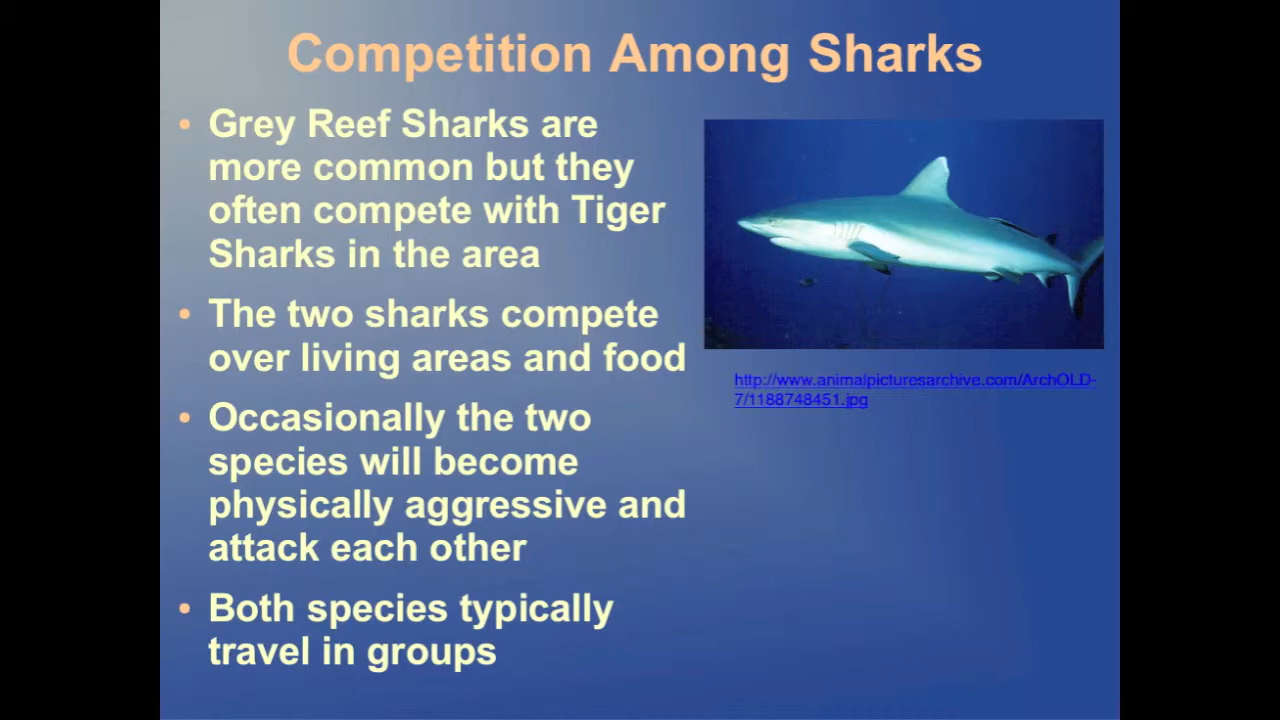 Competition Among Sharks
• Grey Reef Sharks are
more common but they
often compete with Tiger
Sharks in the area
• The two sharks compete
over living areas and food
• Occasionally the two
species will become
physically aggressive and
attack each other
• Both species typically
travel in groups
http://www.animalpicturesarchive.com/ArchOLD-
7/1188748451.jpg